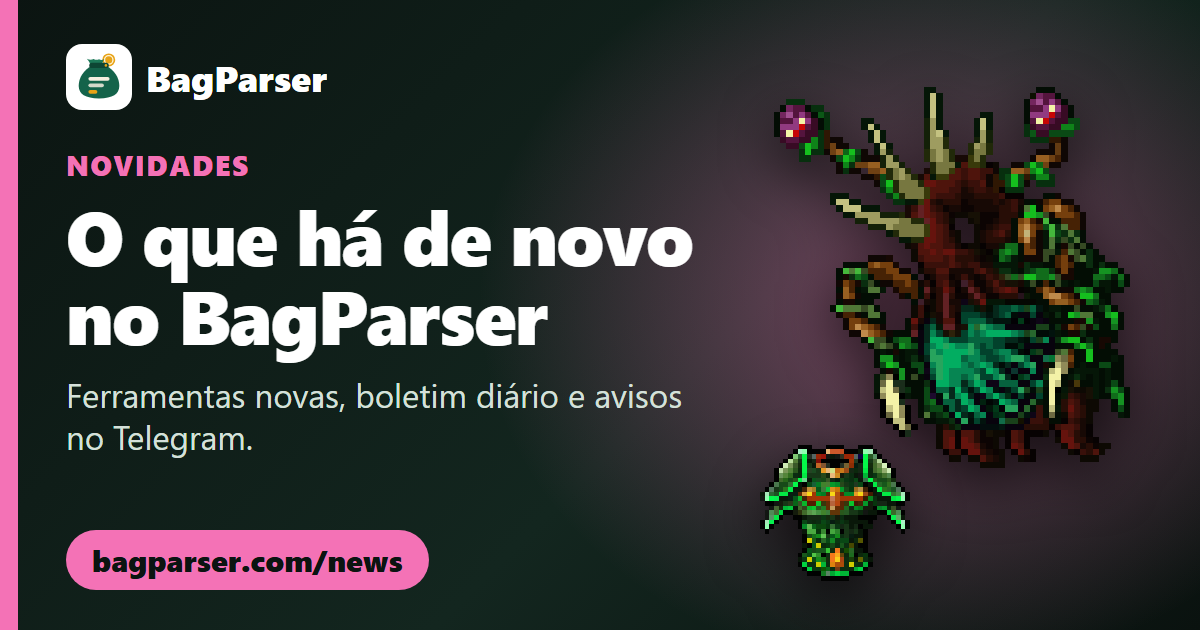 BagParser
NOVIDADES
O que há de novo
no BagParser
Ferramentas novas, boletim diário e avisos
no Telegram.
bagparser.com/news